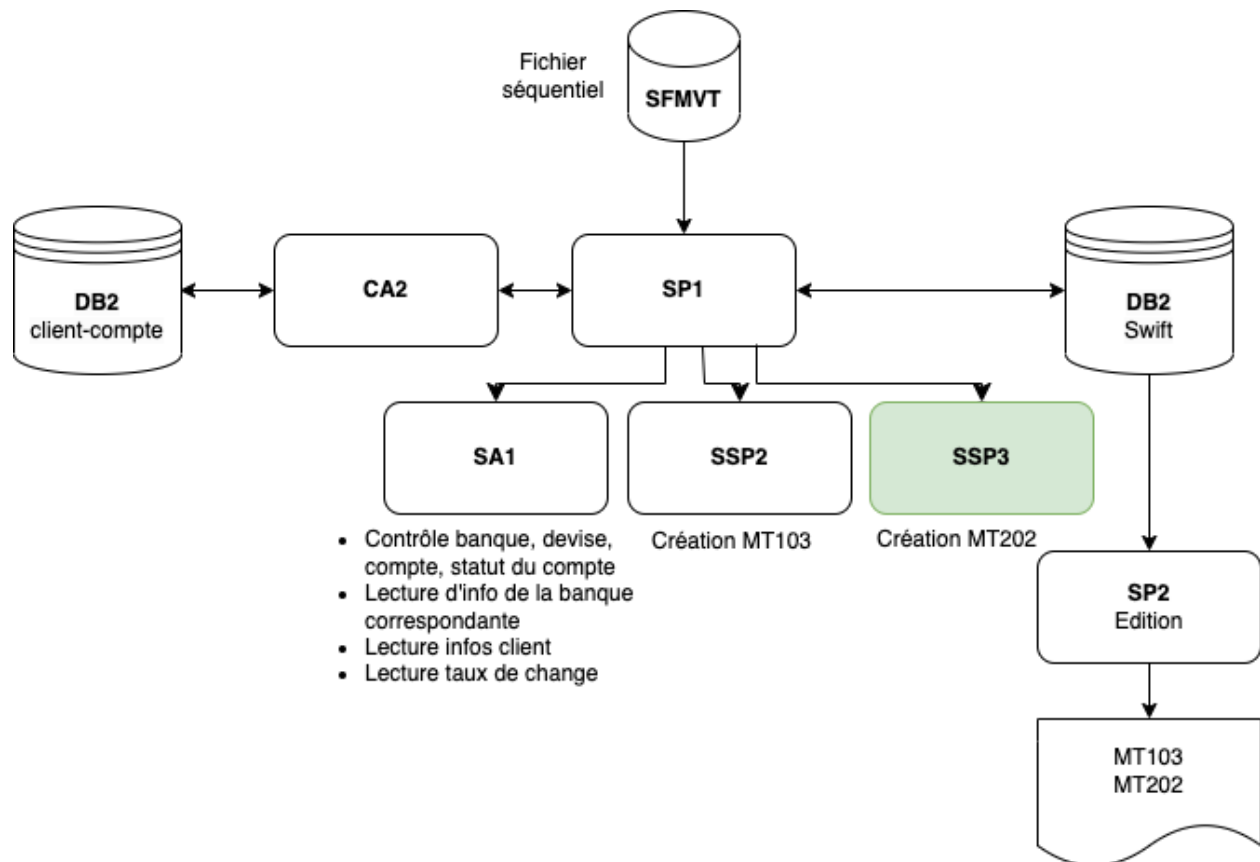 Fichier
séquentiel
SFMVT
DB2
client-compte
CA2
SP1
DB2
Swift
SA1
SSP2
SSP3
• Contrôle banque, devise,
compte, statut du compte
• Lecture d'info de la banque
correspondante
• Lecture infos client
• Lecture taux de change
Création MT103
Création MT202
SP2
Edition
MT103
MT202